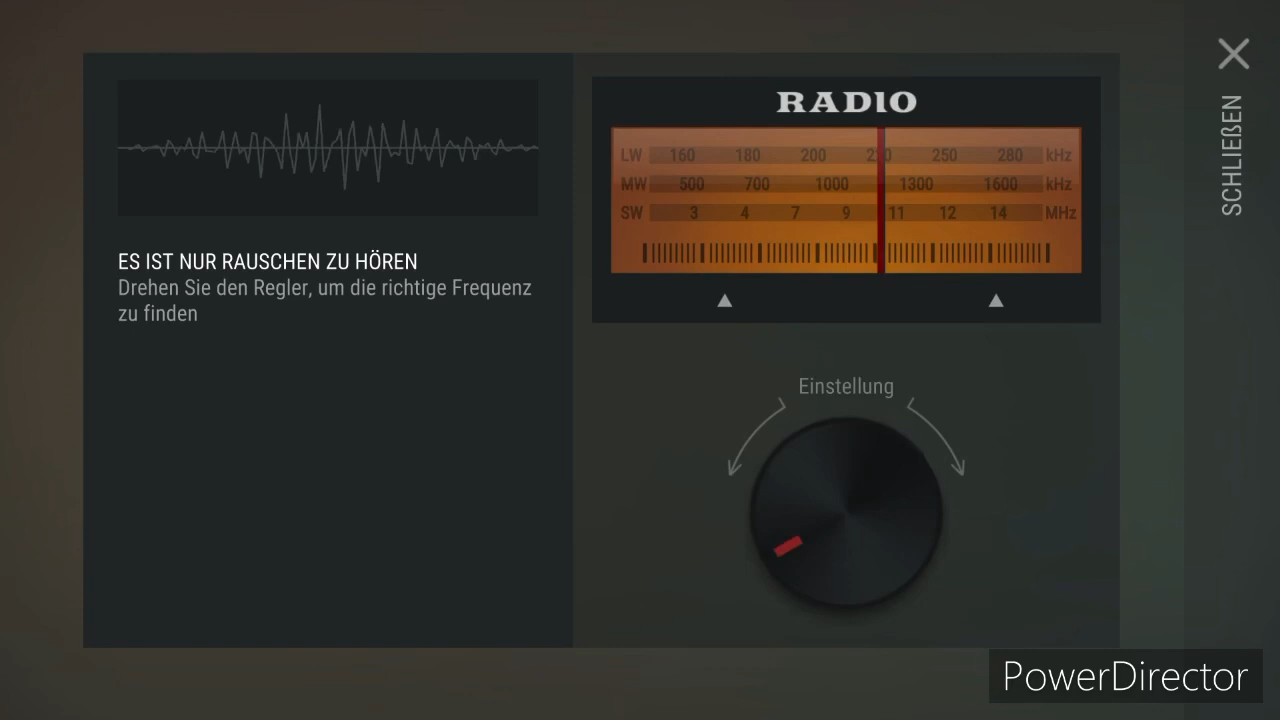 SCHLIEẞEN
ES IST NUR RAUSCHEN ZU HÖREN
Drehen Sie den Regler, um die richtige Frequenz
zu finden
RADIO
LW 160 180 200 250 280 kHz
MW 500 700 1000 1300 1600 kHz
SW 3 4 7 9 11 12 14 MHz
Einstellung
PowerDirector